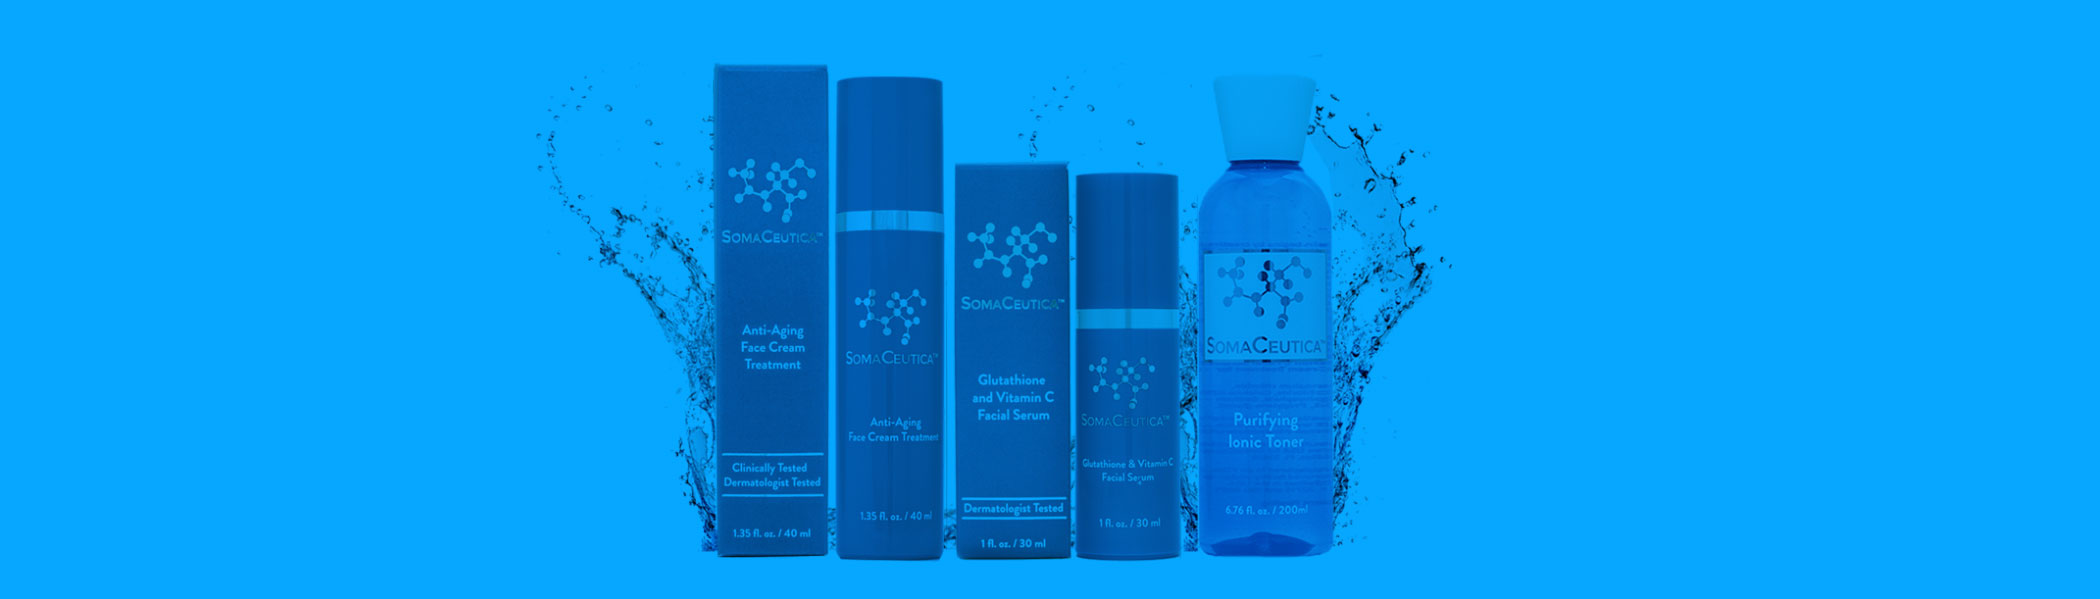 SOMACEUTICA™
Anti-Aging
Face Cream
Treatment
Clinically Tested
Dermatologist Tested
1.35 fl. oz. / 40 ml
SOMACEUTICA™
Anti-Aging
Face Cream Treatment
1.35 fl. oz. / 40 ml
SOMACEUTICA™
Glutathione
and Vitamin C
Facial Serum
Dermatologist Tested
1 fl. oz. / 30 ml
SOMACEUTICA™
Glutathione & Vitamin C
Facial Serum
1 fl. oz. / 30 ml
SOMACEUTICA™
Purifying
Ionic Toner
6.76 fl. oz. / 200ml